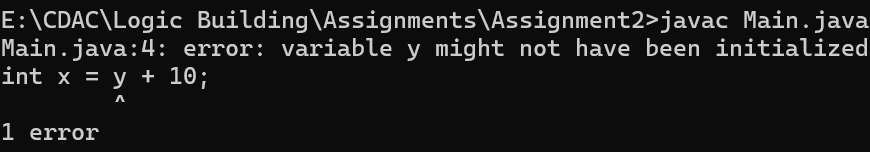 E:\CDAC\Logic Building\Assignments\Assignment2>javac Main.java
Main.java:4: error: variable y might not have been initialized
int x = y + 10;
        ^
1 error